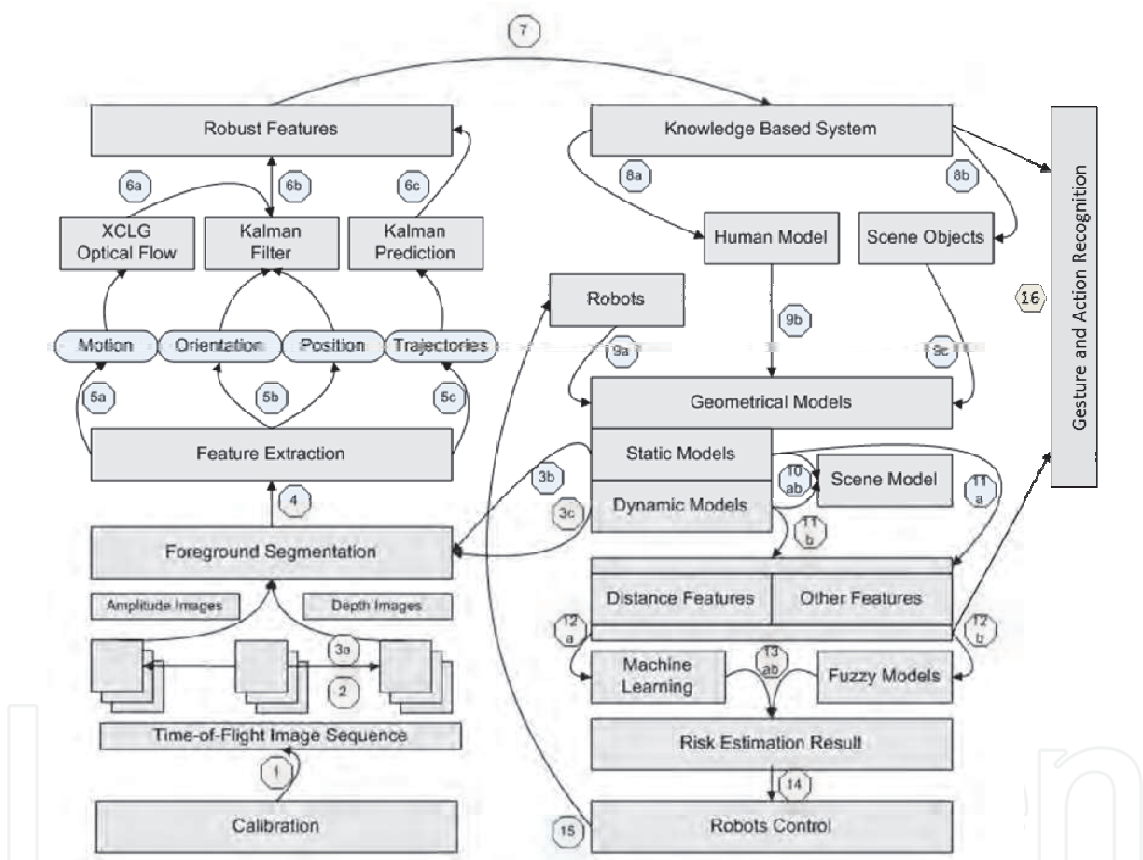 7
Robust Features
Knowledge Based System
6a
6b
6c
8a
8b
XCLG
Optical Flow
Kalman
Filter
Kalman
Prediction
Human Model
Scene Objects
Gesture and Action Recognition
16
Robots
9b
Motion
Orientation
Position
Trajectories
9a
9c
5a
5b
5c
Geometrical Models
Feature Extraction
Static Models
3b
10
ab
Scene Model
11
a
4
3c
Dynamic Models
11
b
Foreground Segmentation
Amplitude Images
Depth Images
Distance Features
Other Features
12
a
12
b
3a
2
Machine
Learning
13
ab
Fuzzy Models
Time-of-Flight Image Sequence
Risk Estimation Result
1
14
Calibration
15
Robots Control